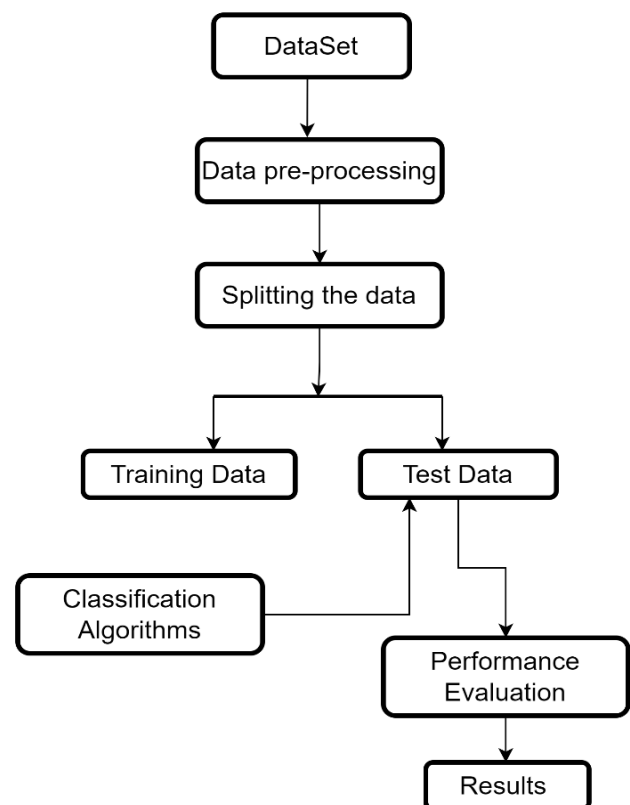 DataSet
Data pre-processing
Splitting the data
Training Data
Test Data
Classification
Algorithms
Performance
Evaluation
Results